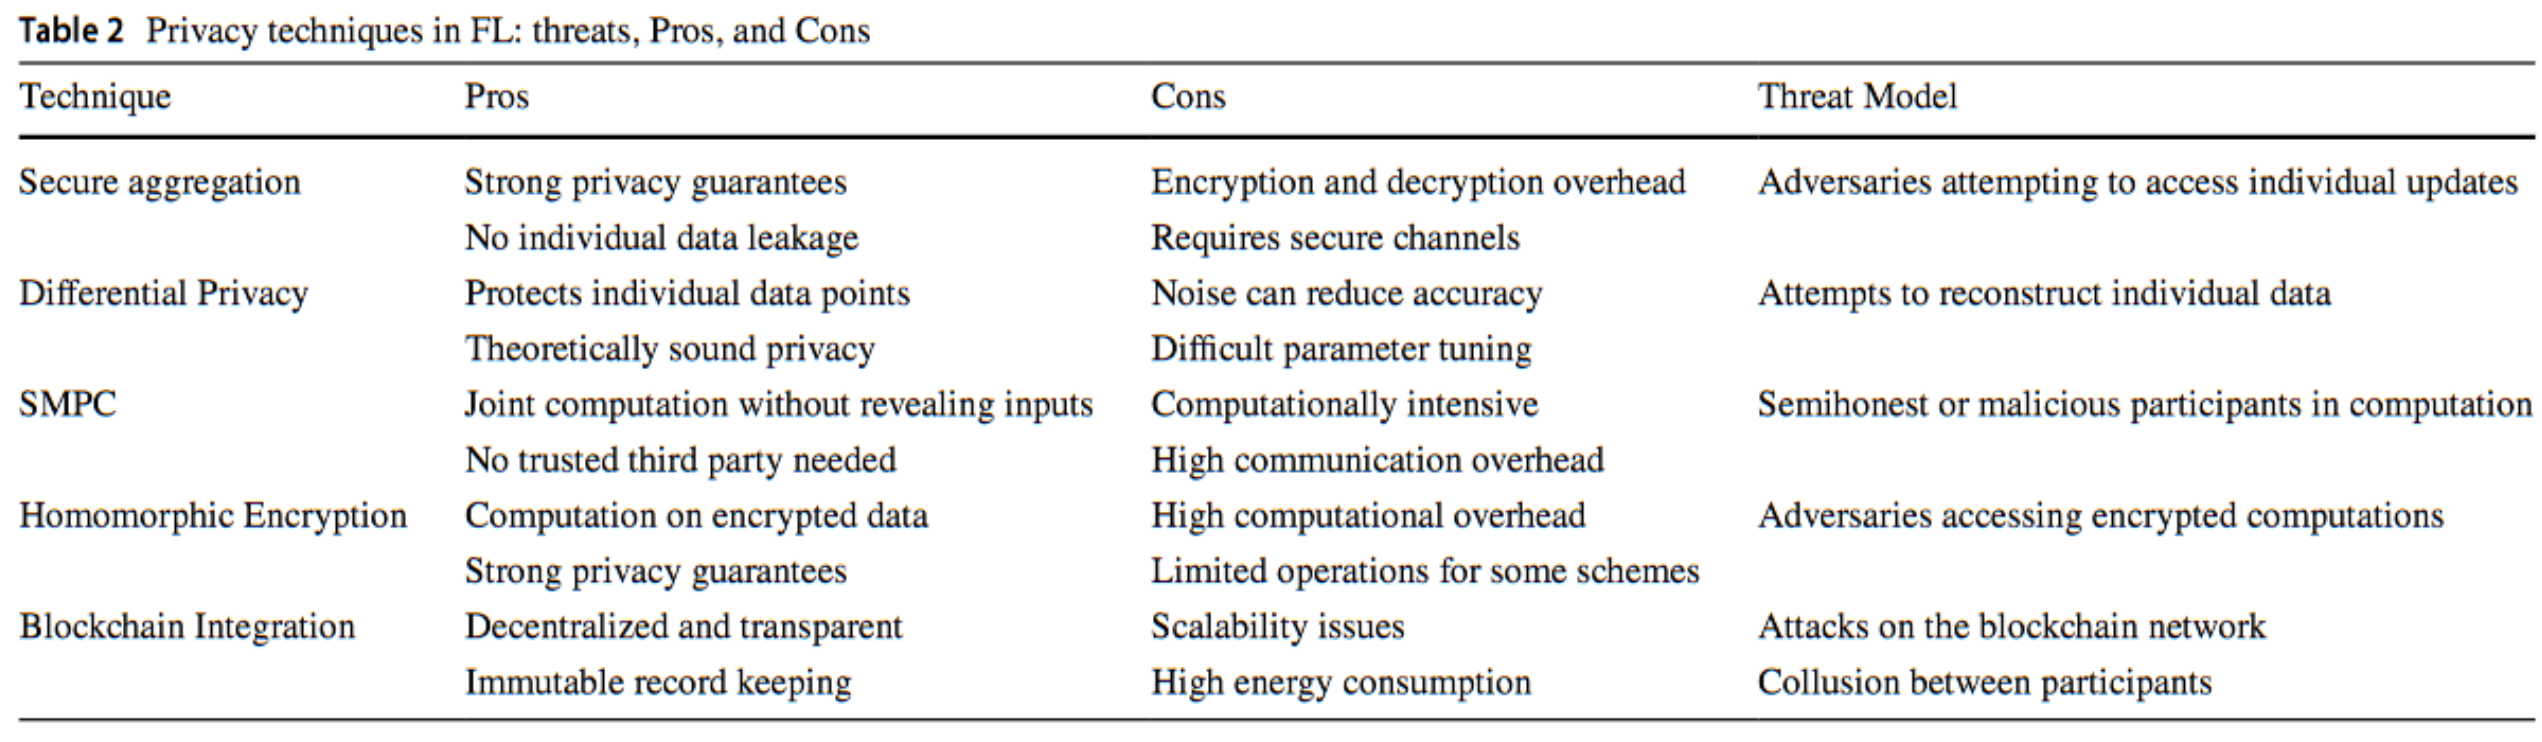 Table 2 Privacy techniques in FL: threats, Pros, and Cons
Technique Pros Cons Threat Model
Secure aggregation Strong privacy guarantees Encryption and decryption overhead Adversaries attempting to access individual updates
No individual data leakage Requires secure channels
Differential Privacy Protects individual data points Noise can reduce accuracy Attempts to reconstruct individual data
Theoretically sound privacy Difficult parameter tuning
SMPC Joint computation without revealing inputs Computationally intensive Semihonest or malicious participants in computation
No trusted third party needed High communication overhead
Homomorphic Encryption Computation on encrypted data High computational overhead Adversaries accessing encrypted computations
Strong privacy guarantees Limited operations for some schemes
Blockchain Integration Decentralized and transparent Scalability issues Attacks on the blockchain network
Immutable record keeping High energy consumption Collusion between participants